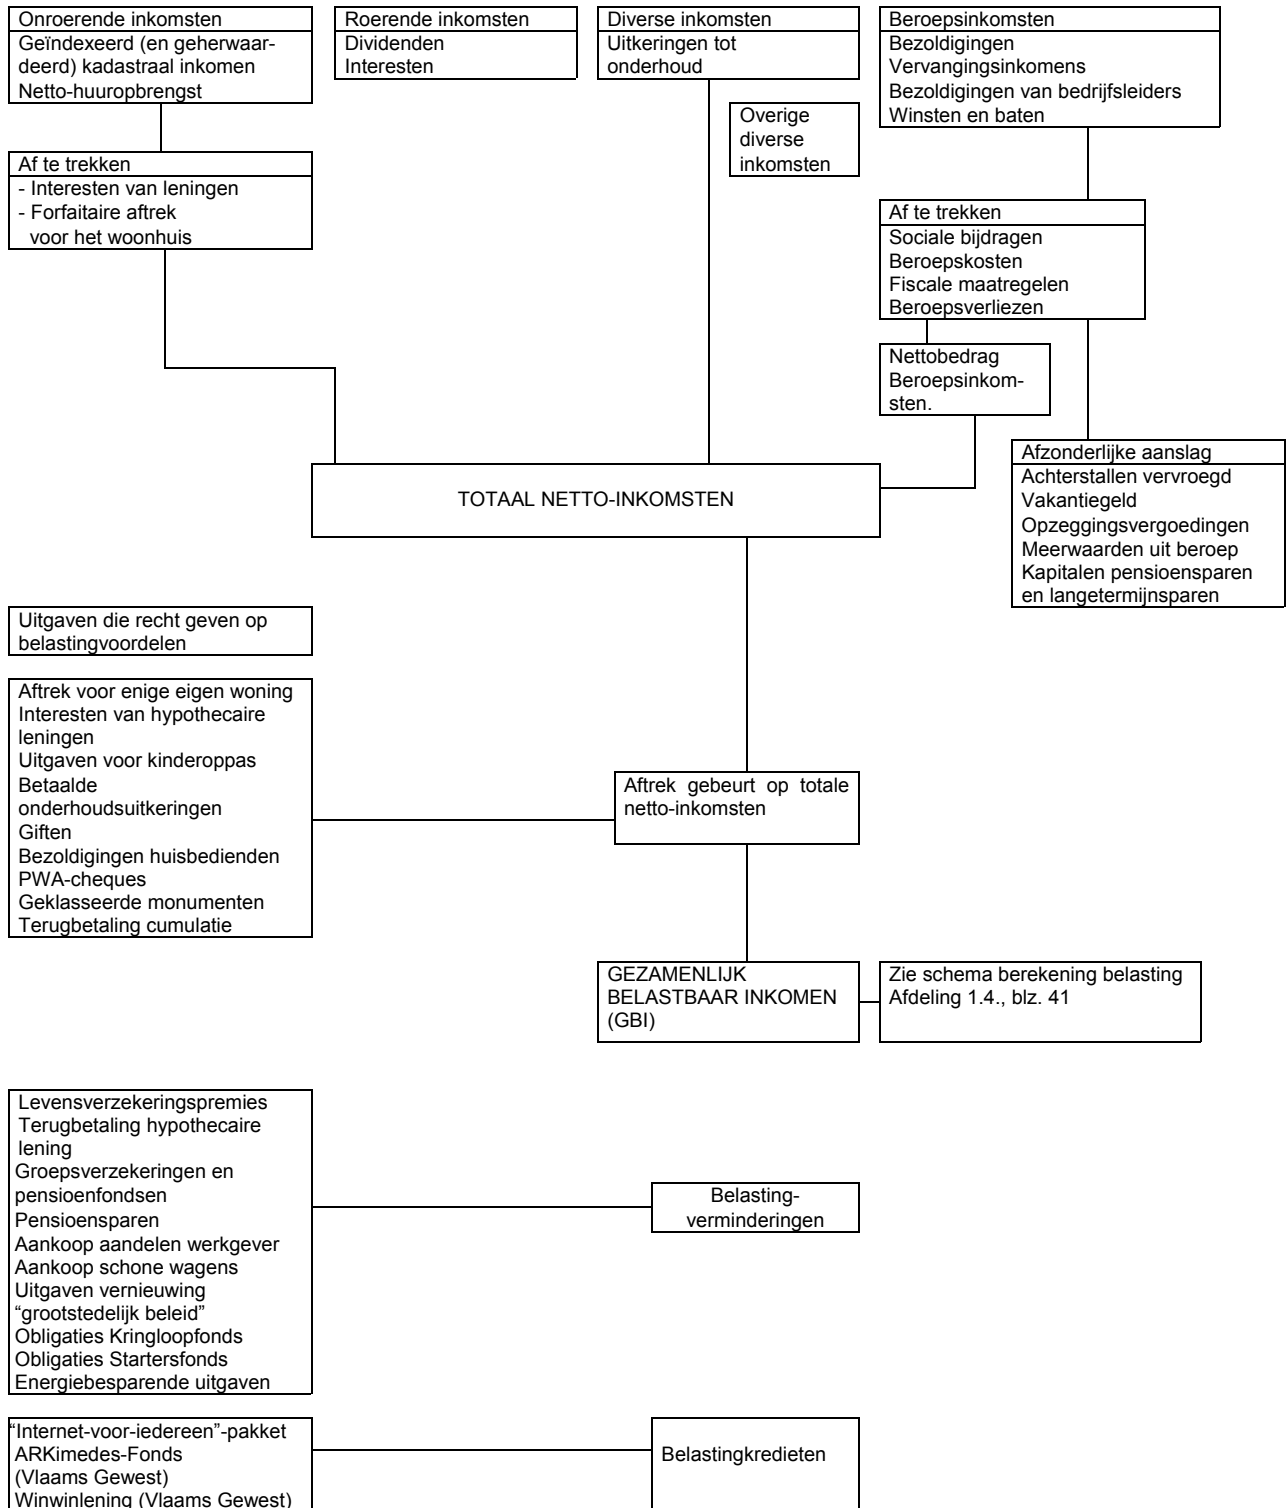 Onroerende inkomsten
Geïndexeerd (en geherwaar-
deerd) kadastraal inkomen
Netto-huuropbrengst
Roerende inkomsten
Dividenden
Interesten
Diverse inkomsten
Uitkeringen tot
onderhoud
Overige
diverse
inkomsten
Beroepsinkomsten
Bezoldigingen
Vervangingsinkomens
Bezoldigingen van bedrijfsleiders
Winsten en baten
Af te trekken
- Interesten van leningen
- Forfaitaire aftrek
voor het woonhuis
Af te trekken
Sociale bijdragen
Beroepskosten
Fiscale maatregelen
Beroepsverliezen
Nettobedrag
Beroepsinkom-
sten.
Afzonderlijke aanslag
Achterstallen vervroegd
Vakantiegeld
Opzeggingsvergoedingen
Meerwaarden uit beroep
Kapitalen pensioensparen
en langetermijnsparen
TOTAAL NETTO-INKOMSTEN
Uitgaven die recht geven op
belastingvoordelen
Aftrek voor enige eigen woning
Interesten van hypothecaire
leningen
Uitgaven voor kinderoppas
Betaalde
onderhoudsuitkeringen
Giften
Bezoldigingen huisbedienden
PWA-cheques
Geklasseerde monumenten
Terugbetaling cumulatie
Aftrek gebeurt op totale
netto-inkomsten
GEZAMENLIJK
BELASTBAAR INKOMEN
(GBI)
Zie schema berekening belasting
Afdeling 1.4., blz. 41
Levensverzekeringspremies
Terugbetaling hypothecaire
lening
Groepsverzekeringen en
pensioenfondsen
Pensioensparen
Aankoop aandelen werkgever
Aankoop schone wagens
Uitgaven vernieuwing
“grootstedelijk beleid”
Obligaties Kringloopfonds
Obligaties Startersfonds
Energiebesparende uitgaven
Belasting-
verminderingen
“Internet-voor-iedereen”-pakket
ARKimedes-Fonds
(Vlaams Gewest)
Winwinlening (Vlaams Gewest)
Belastingkredieten